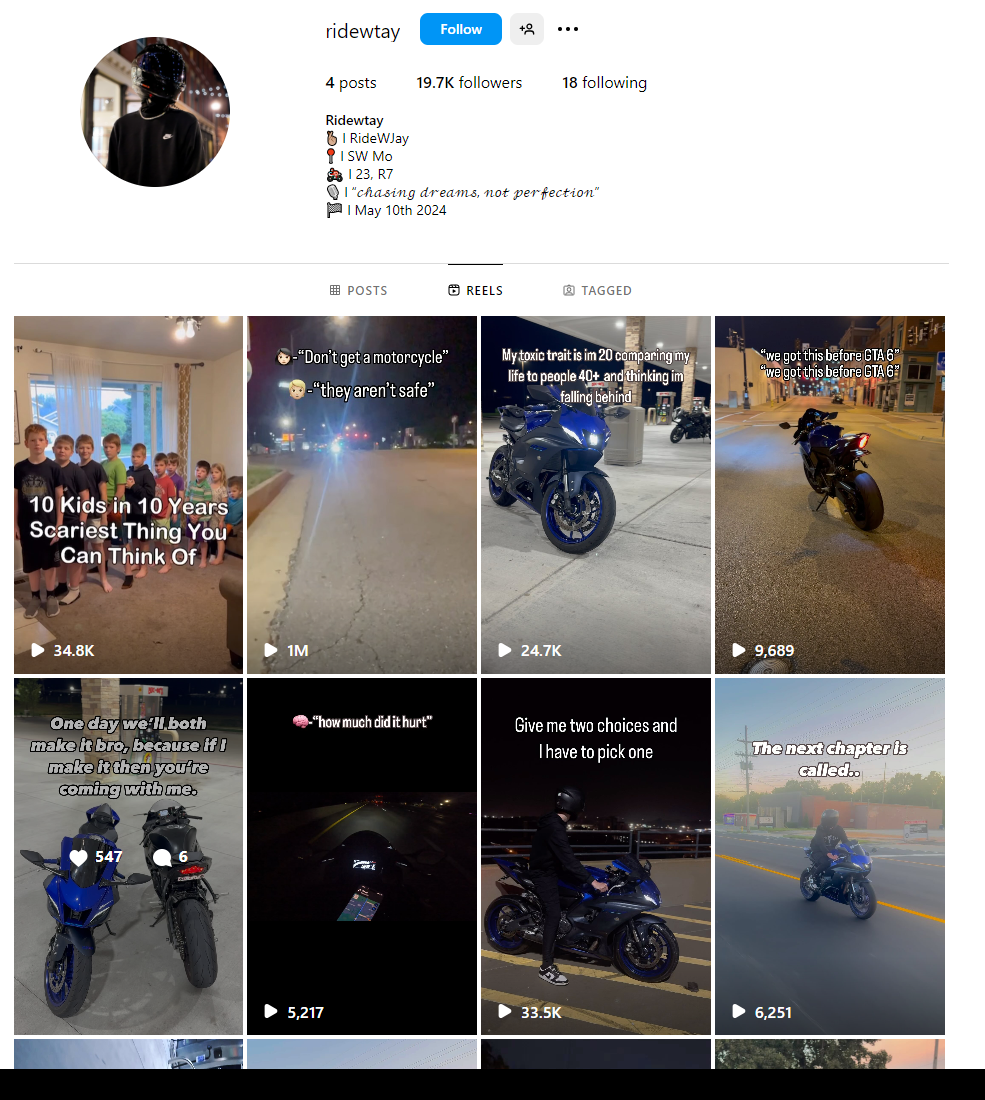 ridewtay
Follow
4 posts
19.7K followers
18 following
Ridewtay
I RideWJay
I SW Mo
I 23, R7
I "𝓬𝓱𝓪𝓼𝓲𝓷𝓰 𝓭𝓻𝓮𝓪𝓶𝓼, 𝓷𝓸𝓽 𝓹𝓮𝓻𝓯𝓮𝓬𝓽𝓲𝓸𝓷"
I May 10th 2024
POSTS
REELS
TAGGED
10 Kids in 10 Years
Scariest Thing You
Can Think Of
34.8K
-"Don't get a motorcycle"
-"they aren't safe"
1M
My toxic trait is im 20 comparing my
life to people 40+ and thinking im
falling behind
24.7K
"we got this before GTA 6"
"we got this before GTA 6"
9,689
One day we'll both
make it bro, because if I
make it then you're
coming with me.
547
6
-"how much did it hurt"
5,217
Give me two choices and
I have to pick one
33.5K
The next chapter is
called..
6,251